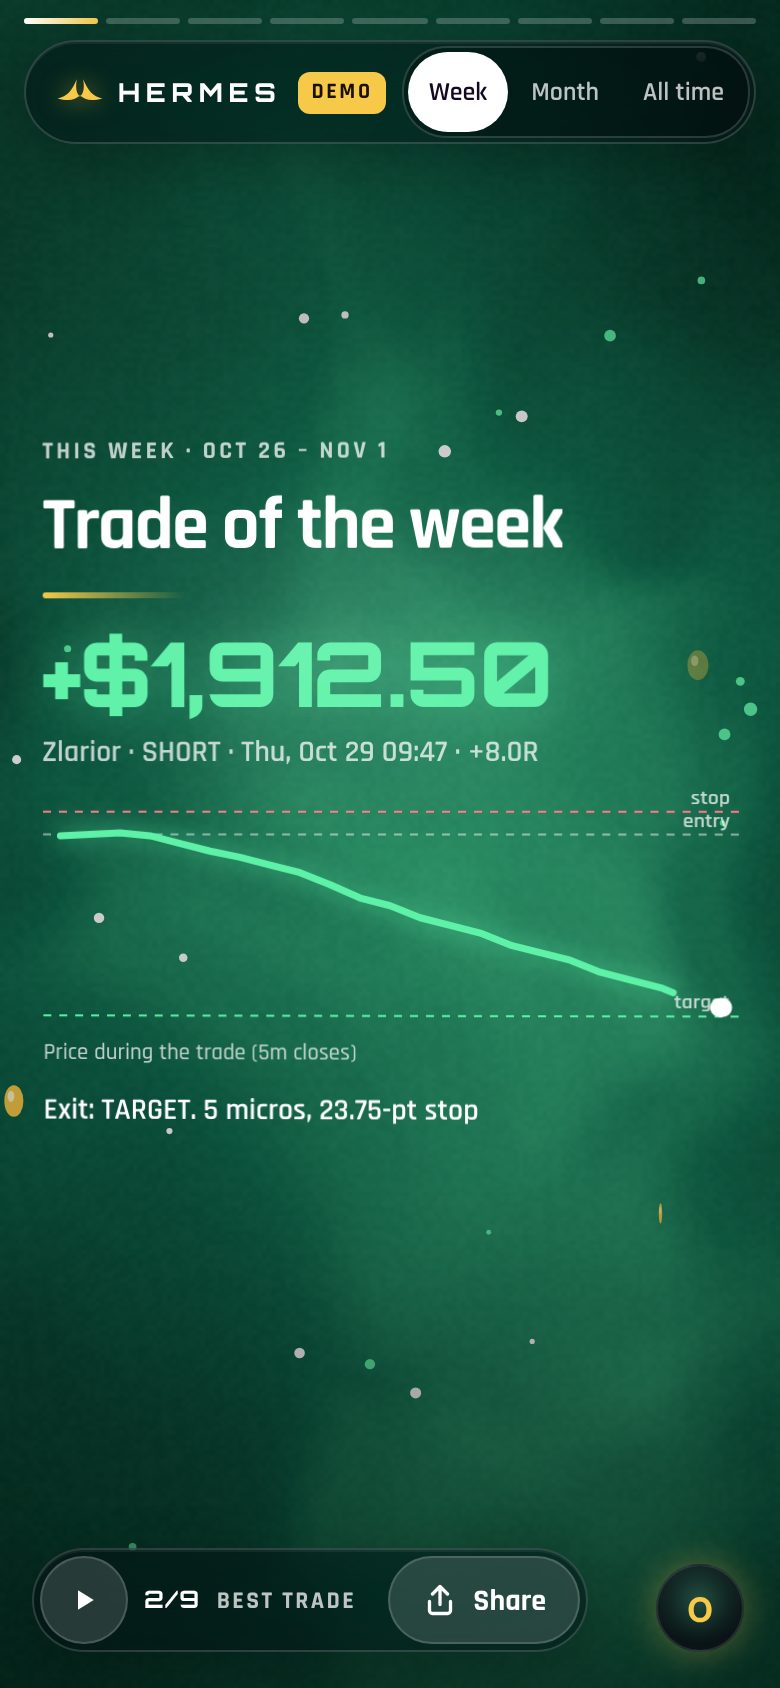 HERMES DEMO Week Month All time
THIS WEEK · OCT 26 – NOV 1
Trade of the week
+$1,912.50
Zlarior · SHORT · Thu, Oct 29 09:47 · +8.0R
stop
entry
Price during the trade (5m closes)
Exit: TARGET. 5 micros, 23.75-pt stop
2/9 BEST TRADE Share O